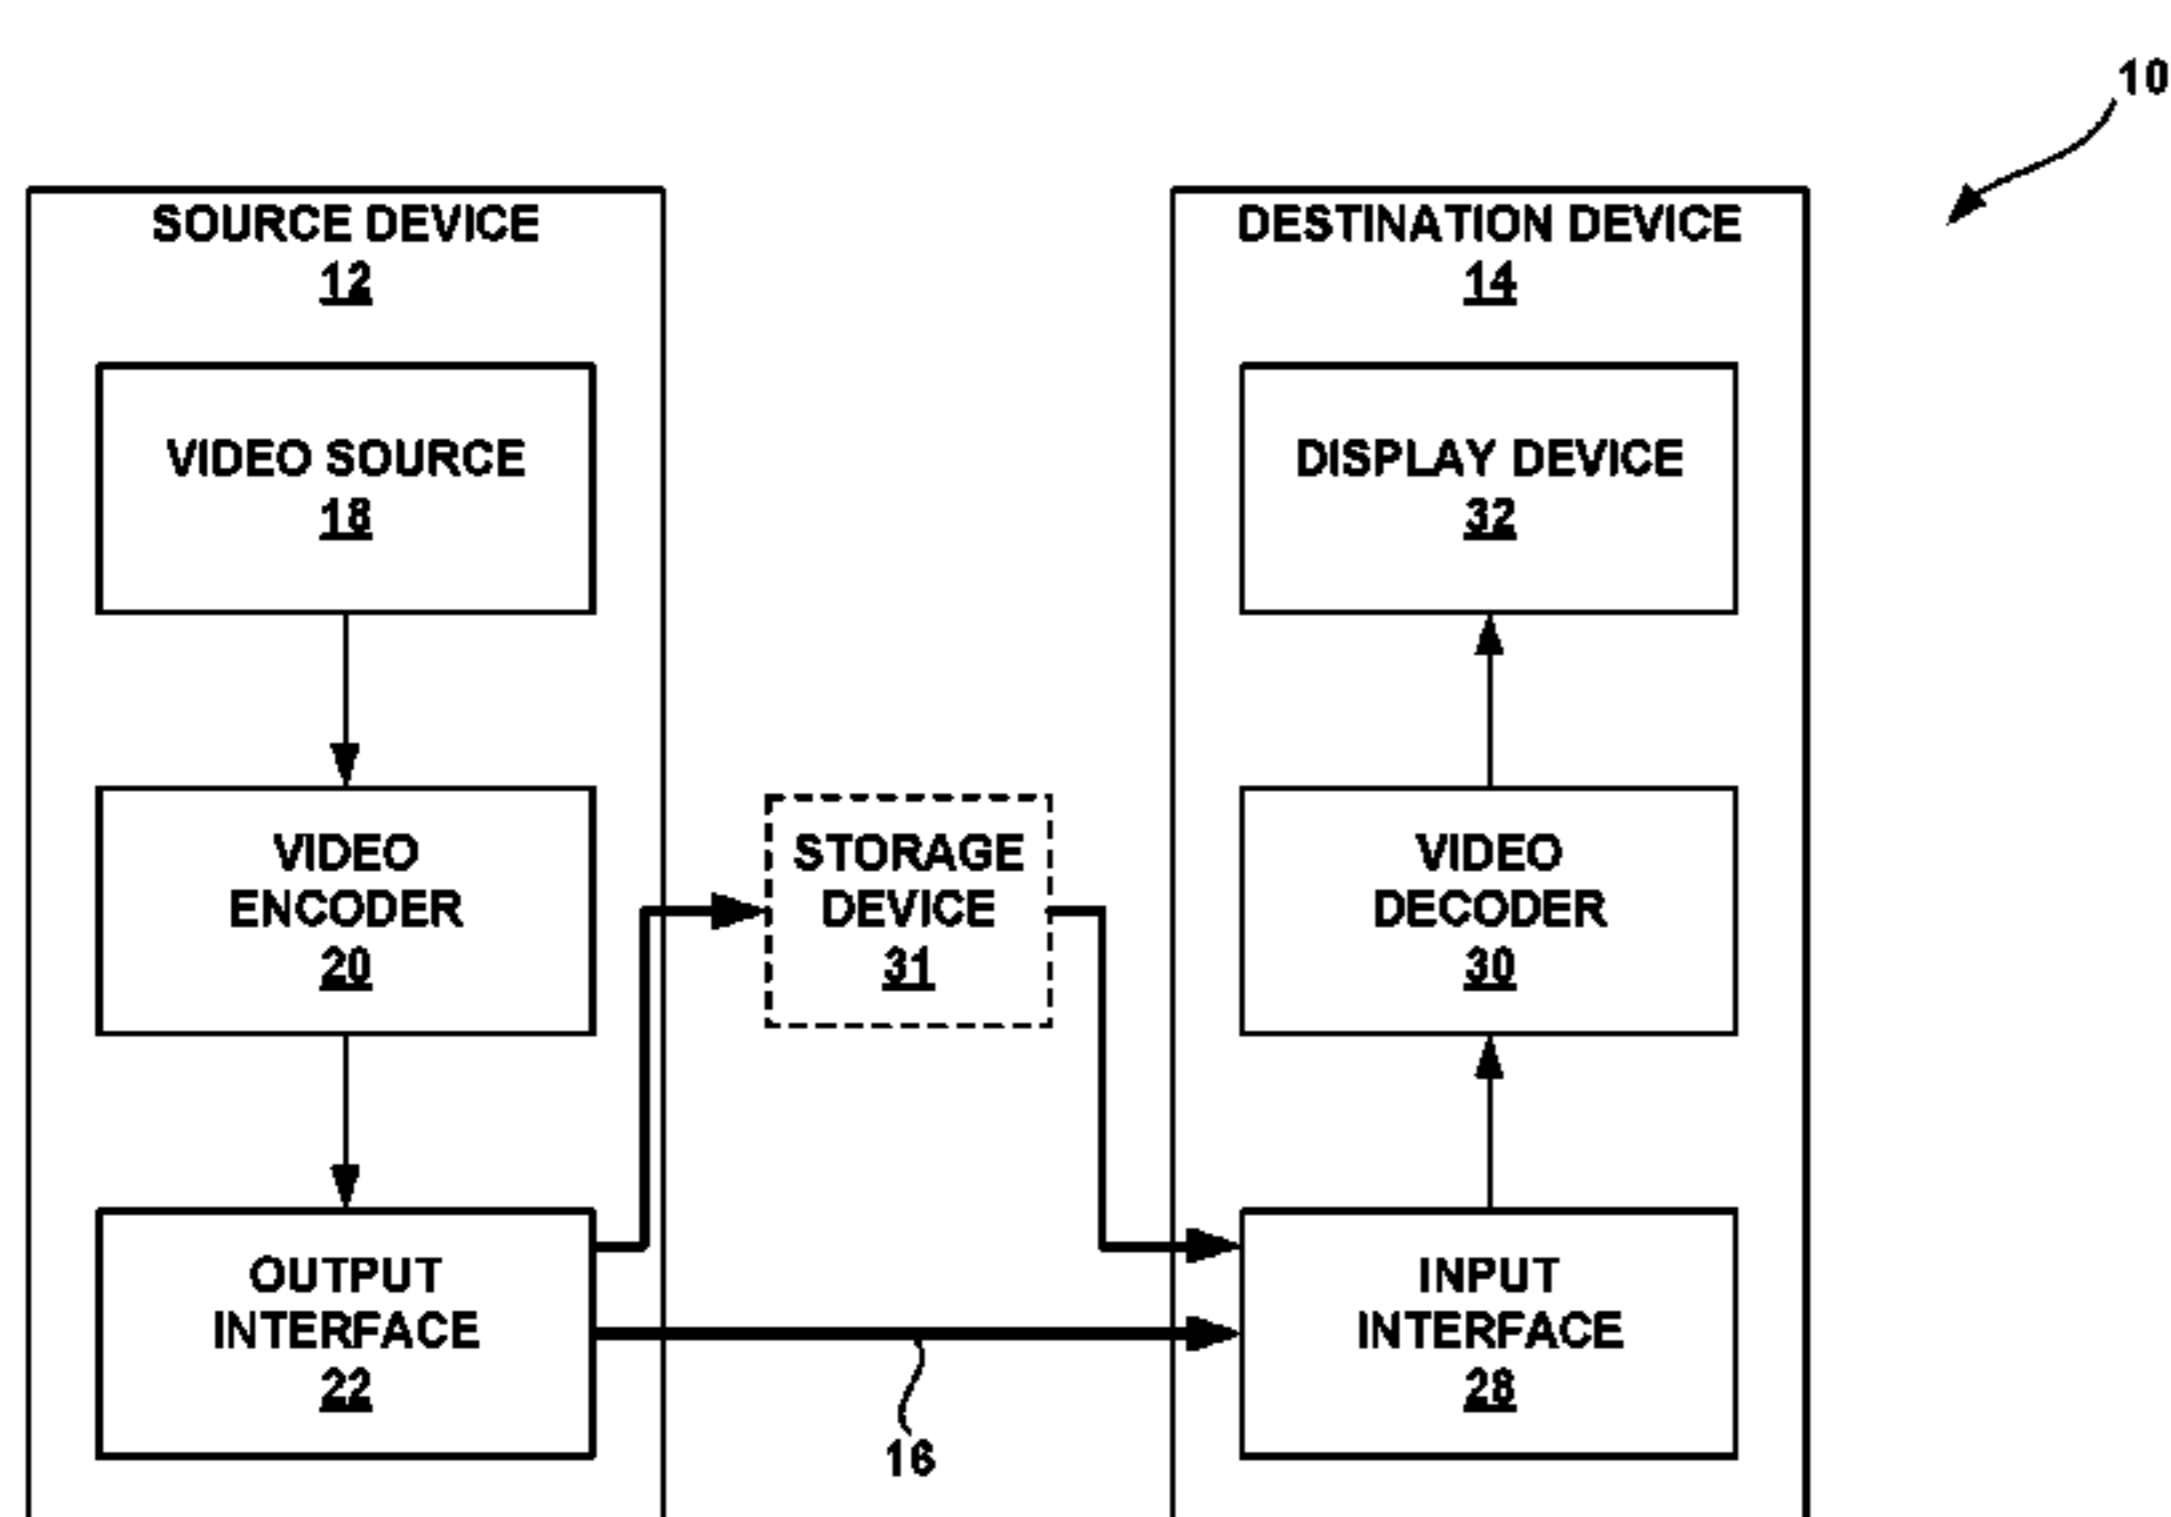 10
SOURCE DEVICE
12
VIDEO SOURCE
18
VIDEO
ENCODER
20
OUTPUT
INTERFACE
22
STORAGE
DEVICE
31
16
DESTINATION DEVICE
14
DISPLAY DEVICE
32
VIDEO
DECODER
30
INPUT
INTERFACE
28